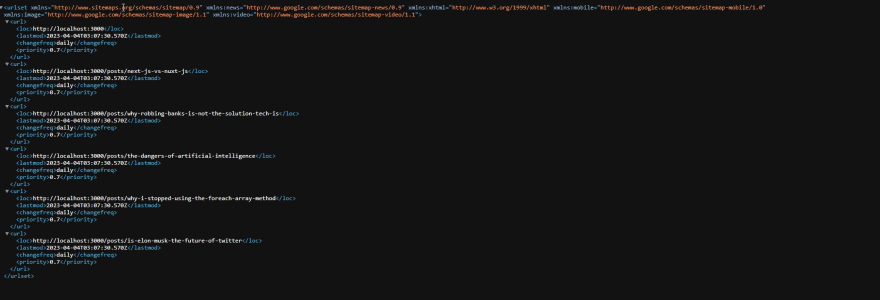 <urlset xmlns="http://www.sitemaps.org/schemas/sitemap/0.9" xmlns:news="http://www.google.com/schemas/sitemap-news/0.9" xmlns:xhtml="http://www.w3.org/1999/xhtml" xmlns:mobile="http://www.google.com/schemas/sitemap-mobile/1.0"
xmlns:image="http://www.google.com/schemas/sitemap-image/1.1" xmlns:video="http://www.google.com/schemas/sitemap-video/1.1">
<url>
<loc>http://localhost:3000</loc>
<lastmod>2023-04-04T03:07:30.570Z</lastmod>
<changefreq>daily</changefreq>
<priority>0.7</priority>
</url>
<url>
<loc>http://localhost:3000/posts/next-js-vs-nuxt-js</loc>
<lastmod>2023-04-04T03:07:30.570Z</lastmod>
<changefreq>daily</changefreq>
<priority>0.7</priority>
</url>
<url>
<loc>http://localhost:3000/posts/why-robbing-banks-is-not-the-solution-tech-is</loc>
<lastmod>2023-04-04T03:07:30.570Z</lastmod>
<changefreq>daily</changefreq>
<priority>0.7</priority>
</url>
<url>
<loc>http://localhost:3000/posts/the-dangers-of-artificial-intelligence</loc>
<lastmod>2023-04-04T03:07:30.570Z</lastmod>
<changefreq>daily</changefreq>
<priority>0.7</priority>
</url>
<url>
<loc>http://localhost:3000/posts/why-i-stopped-using-the-foreach-array-method</loc>
<lastmod>2023-04-04T03:07:30.570Z</lastmod>
<changefreq>daily</changefreq>
<priority>0.7</priority>
</url>
<url>
<loc>http://localhost:3000/posts/is-elon-musk-the-future-of-twitter</loc>
<lastmod>2023-04-04T03:07:30.570Z</lastmod>
<changefreq>daily</changefreq>
<priority>0.7</priority>
</url>
</urlset>